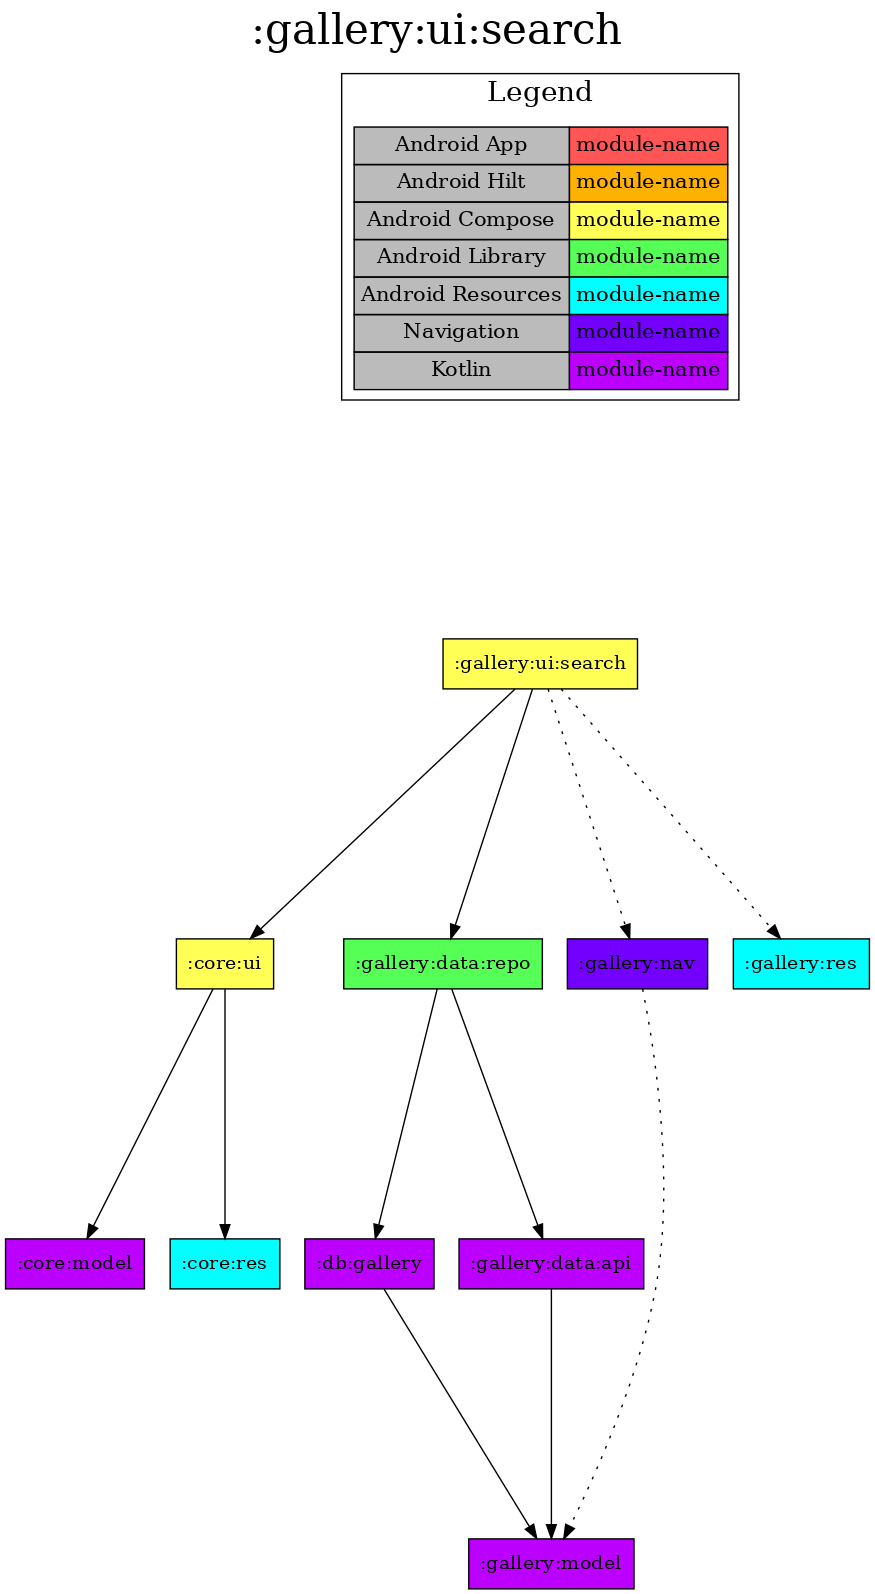 :gallery:ui:search
Legend
Android App module-name
Android Hilt module-name
Android Compose module-name
Android Library module-name
Android Resources module-name
Navigation module-name
Kotlin module-name
:gallery:ui:search
:core:ui :gallery:data:repo :gallery:nav :gallery:res
:core:model :core:res :db:gallery :gallery:data:api
:gallery:model